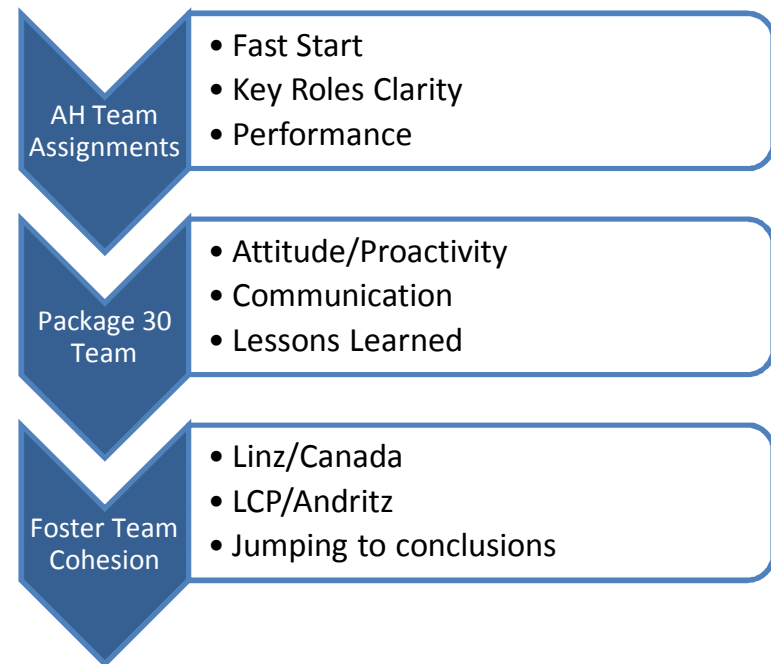 AH Team
Assignments
• Fast Start
• Key Roles Clarity
• Performance
Package 30
Team
• Attitude/Proactivity
• Communication
• Lessons Learned
Foster Team
Cohesion
• Linz/Canada
• LCP/Andritz
• Jumping to conclusions